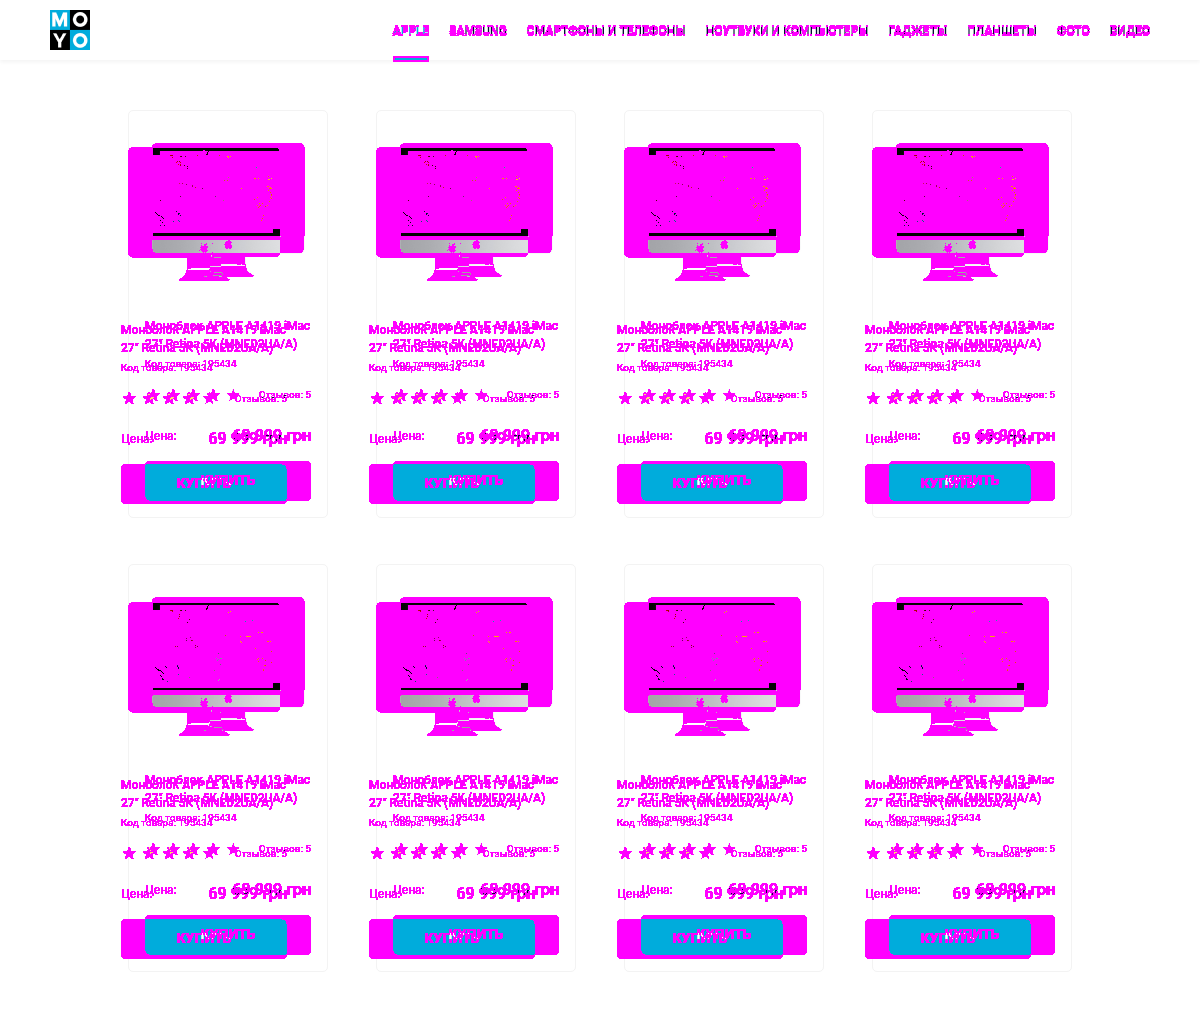 MO
YO
APPLE SAMSUNG СМАРТФОНЫ И ТЕЛЕФОНЫ НОУТБУКИ И КОМПЬЮТЕРЫ ГАДЖЕТЫ ПЛАНШЕТЫ ФОТО ВИДЕО
Моноблок APPLE A1419 iMac Моноблок APPLE A1419 iMac Моноблок APPLE A1419 iMac Моноблок APPLE A1419 iMac
27" Retina 5K (MNED2UA/A) 27" Retina 5K (MNED2UA/A) 27" Retina 5K (MNED2UA/A) 27" Retina 5K (MNED2UA/A)
Код товара: 195434 Код товара: 195434 Код товара: 195434 Код товара: 195434
Отзывов: 5 Отзывов: 5 Отзывов: 5 Отзывов: 5
Цена: 69 999 грн Цена: 69 999 грн Цена: 69 999 грн Цена: 69 999 грн
КУПИТЬ КУПИТЬ КУПИТЬ КУПИТЬ
Моноблок APPLE A1419 iMac Моноблок APPLE A1419 iMac Моноблок APPLE A1419 iMac Моноблок APPLE A1419 iMac
27" Retina 5K (MNED2UA/A) 27" Retina 5K (MNED2UA/A) 27" Retina 5K (MNED2UA/A) 27" Retina 5K (MNED2UA/A)
Код товара: 195434 Код товара: 195434 Код товара: 195434 Код товара: 195434
Отзывов: 5 Отзывов: 5 Отзывов: 5 Отзывов: 5
Цена: 69 999 грн Цена: 69 999 грн Цена: 69 999 грн Цена: 69 999 грн
КУПИТЬ КУПИТЬ КУПИТЬ КУПИТЬ